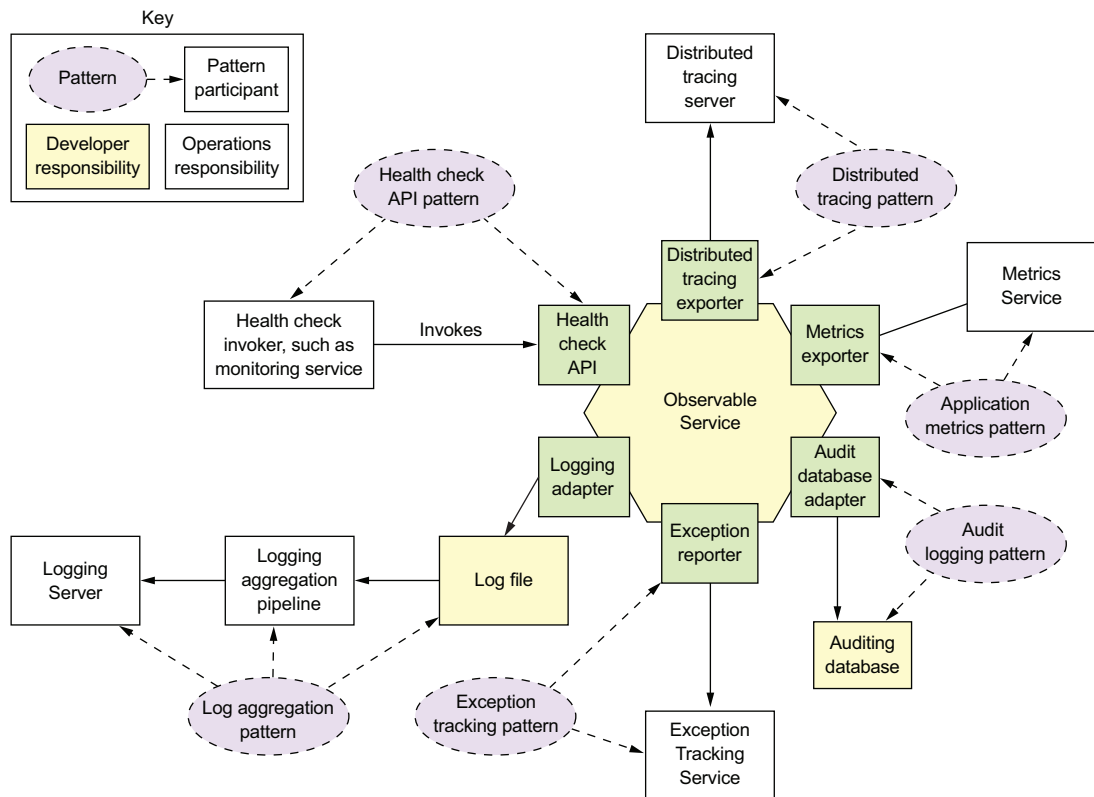 Key
Pattern
Pattern
participant
Developer
responsibility
Operations
responsibility
Distributed
tracing
server
Health check
API pattern
Distributed
tracing pattern
Distributed
tracing
exporter
Metrics
Service
Health check
invoker, such as
monitoring service
Invokes
Health
check
API
Metrics
exporter
Observable
Service
Application
metrics pattern
Logging
adapter
Audit
database
adapter
Exception
reporter
Audit
logging pattern
Logging
Server
Logging
aggregation
pipeline
Log file
Auditing
database
Log aggregation
pattern
Exception
tracking pattern
Exception
Tracking
Service